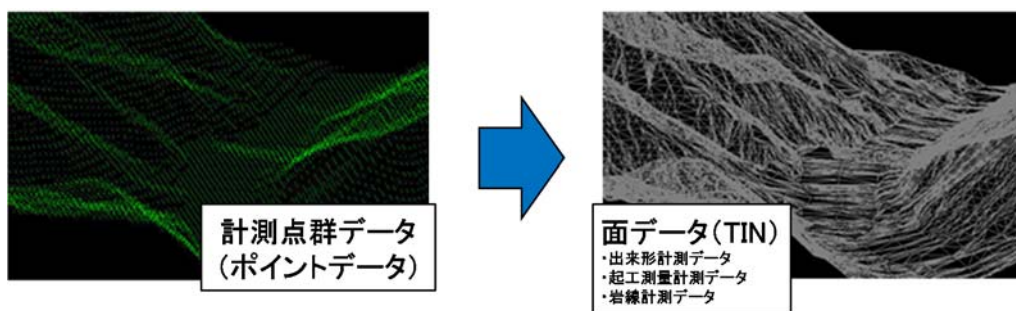 計測点群データ
(ポイントデータ)
面データ(TIN)
・出来形計測データ
・起工測量計測データ
・岩線計測データ